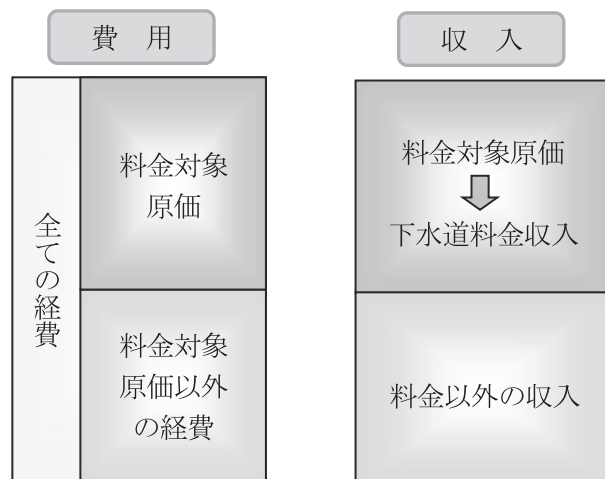 費用
収入
全ての経費
料金対象
原価
料金対象
原価以外
の経費
料金対象原価
下水道料金収入
料金以外の収入